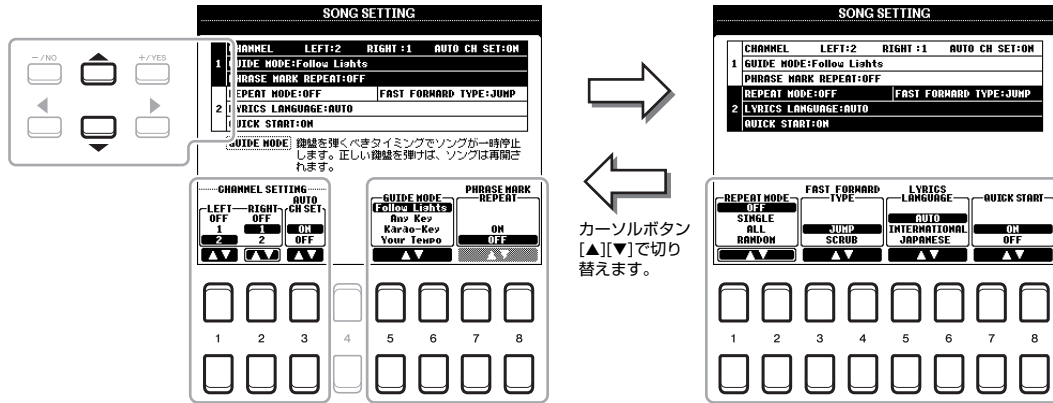 SONG SETTING
−/NO
+/YES
CHANNEL LEFT:2 RIGHT :1 AUTO CH SET:ON
1 GUIDE MODE:Follow Lights
PHRASE MARK REPEAT:OFF
REPEAT MODE:OFF FAST FORWARD TYPE:JUMP
2 LYRICS LANGUAGE:AUTO
QUICK START:ON
GUIDE MODE 鍵盤を弾くべきタイミングでソングが一時停止
します。正しい鍵盤を弾けば、ソングは再開さ
れます。
CHANNEL SETTING
LEFT RIGHT AUTO CH SET
OFF OFF
1 1 ON
2 2 OFF
GUIDE MODE
Follow Lights
Any Key
Karao-Key
Your Tempo
PHRASE MARK
REPEAT
ON
OFF
1 2 3 4 5 6 7 8
カーソルボタン
[▲][▼]で切り
替えます。
SONG SETTING
CHANNEL LEFT:2 RIGHT :1 AUTO CH SET:ON
1 GUIDE MODE:Follow Lights
PHRASE MARK REPEAT:OFF
REPEAT MODE:OFF FAST FORWARD TYPE:JUMP
2 LYRICS LANGUAGE:AUTO
QUICK START:ON
REPEAT MODE
OFF
SINGLE
ALL
RANDOM
FAST FORWARD
TYPE
JUMP
SCRUB
LYRICS
LANGUAGE
AUTO
INTERNATIONAL
JAPANESE
QUICK START
ON
OFF
1 2 3 4 5 6 7 8